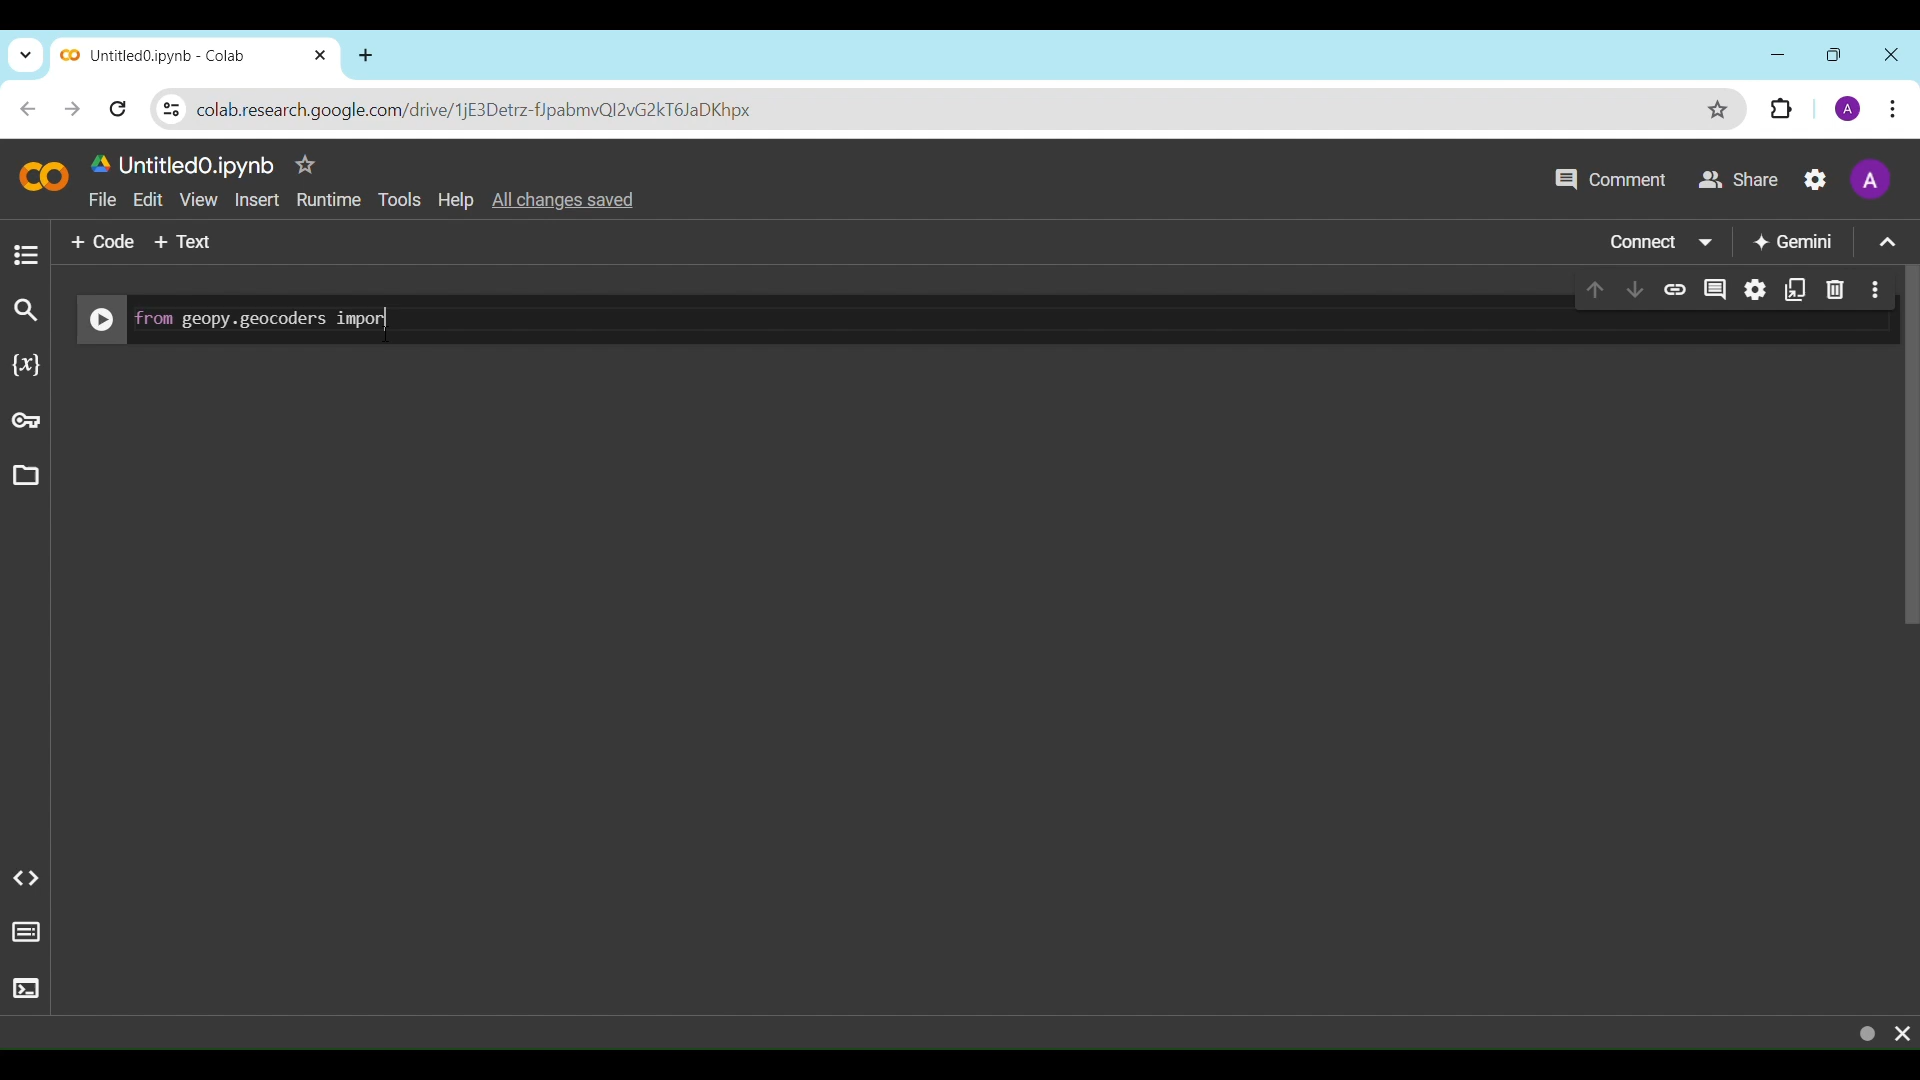 Untitled0.ipynb - Colab
colab.research.google.com/drive/1jE3Detrz-fJpabmvQI2vG2kT6JaDKhpx
A
Untitled0.ipynb
Comment Share A
File Edit View Insert Runtime Tools Help All changes saved
+ Code + Text Connect Gemini
from geopy.geocoders impor
{x}